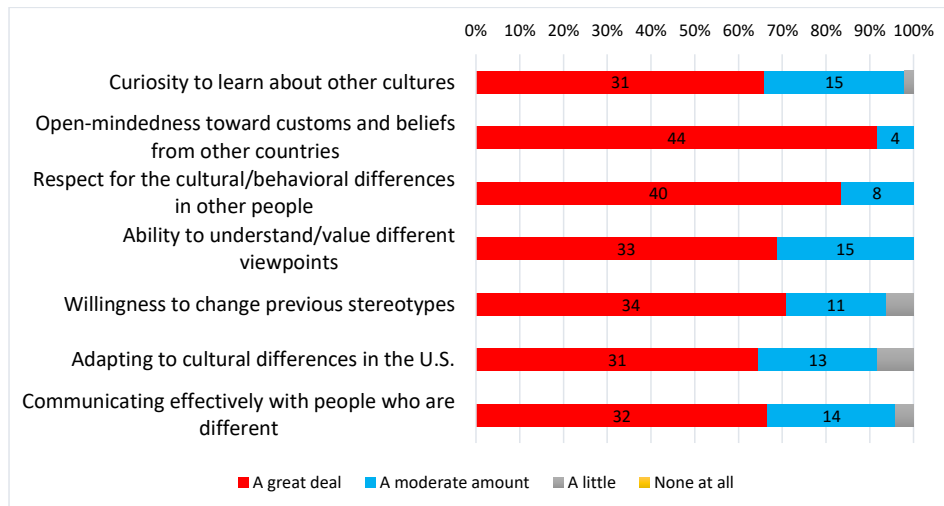 0% 10% 20% 30% 40% 50% 60% 70% 80% 90% 100%
Curiosity to learn about other cultures
31 15
Open-mindedness toward customs and beliefs
from other countries
44 4
Respect for the cultural/behavioral differences
in other people
40 8
Ability to understand/value different
viewpoints
33 15
Willingness to change previous stereotypes
34 11
Adapting to cultural differences in the U.S.
31 13
Communicating effectively with people who are
different
32 14
A great deal A moderate amount A little None at all